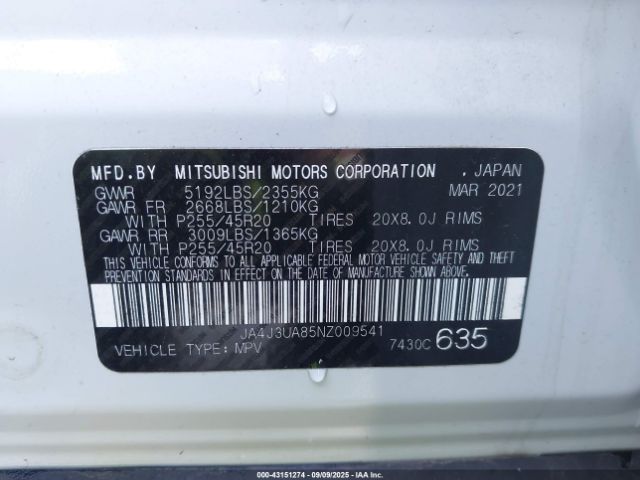 MFD.BY MITSUBISHI MOTORS CORPORATION . JAPAN
GVWR 5192LBS/2355KG MAR 2021
GAWR FR 2668LBS/1210KG
WITH P255/45R20 TIRES 20X8.0J RIMS
GAWR RR 3009LBS/1365KG
WITH P255/45R20 TIRES 20X8.0J RIMS
THIS VEHICLE CONFORMS TO ALL APPLICABLE FEDERAL MOTOR VEHICLE SAFETY AND THEFT
PREVENTION STANDARDS IN EFFECT ON THE DATE OF MANUFACTURE SHOWN ABOVE.
JA4J3UA85NZ009541
VEHICLE TYPE: MPV 7430C 635
© 43151274 - 09/09/2025 - IAAI.CA